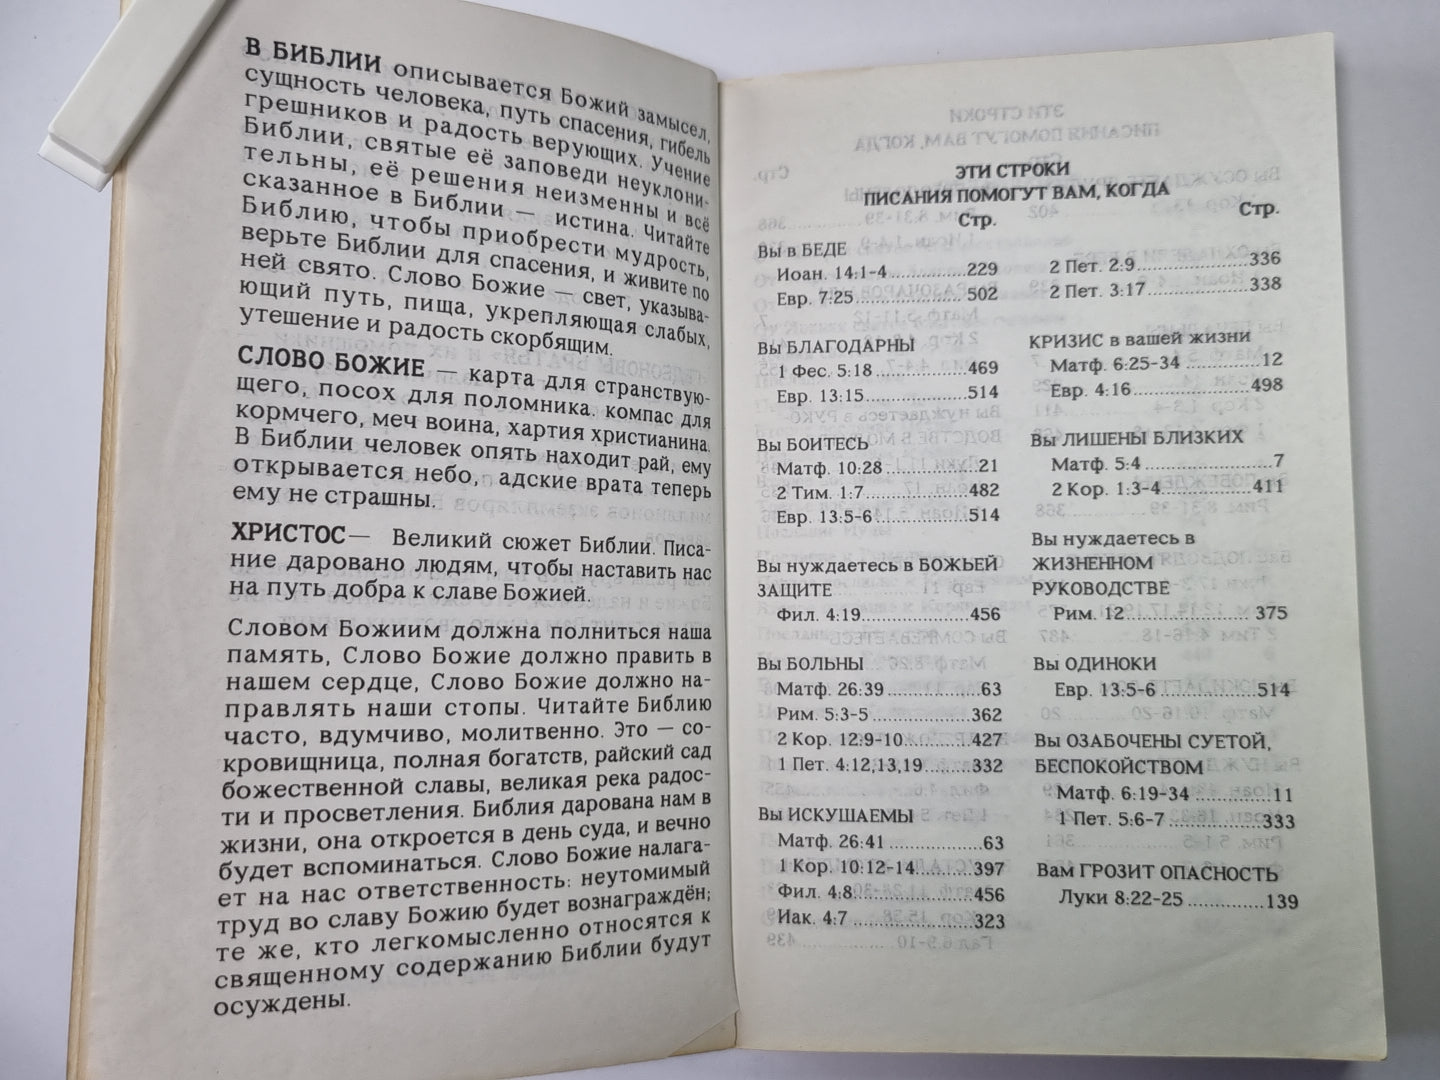 В БИБЛИИ описывается Божий замысел,
сущность человека, путь спасения, гибель
грешников и радость верующих. Учение
Библии, святые её заповеди неуклони-
тельны, её решения неизменны и всё
сказанное в Библии — истина. Читайте
Библию, чтобы приобрести мудрость,
верьте Библии для спасения, и живите по
ней свято. Слово Божие — свет, указыва-
ющий путь, пища, укрепляющая слабых,
утешение и радость скорбящим.
СЛОВО БОЖИЕ — карта для странствую-
щего, посох для поломника. компас для
кормчего, меч воина, хартия христианина.
В Библии человек опять находит рай, ему
открывается небо, адские врата теперь
ему не страшны.
ХРИСТОС— Великий сюжет Библии. Писа-
ние даровано людям, чтобы наставить нас
на путь добра к славе Божией.
Словом Божиим должна полниться наша
память, Слово Божие должно править в
нашем сердце, Слово Божие должно на-
правлять наши стопы. Читайте Библию
часто, вдумчиво, молитвенно. Это — со-
кровищница, полная богатств, райский сад
божественной славы, великая река радос-
ти и просветления. Библия дарована нам в
жизни, она откроется в день суда, и вечно
будет вспоминаться. Слово Божие налага-
ет на нас ответственность: неутомимый
труд во славу Божию будет вознаграждён;
те же, кто легкомысленно относятся к
священному содержанию Библии будут
осуждены.
ЭТИ СТРОКИ
ПИСАНИЯ ПОМОГУТ ВАМ, КОГДА
Стр.
Вы в БЕДЕ
Иоан. 14:1-4............229
Евр. 7:25..................502
Вы БЛАГОДАРНЫ
1 Фес. 5:18...............469
Евр. 13:15................514
Вы БОИТЕСЬ
Матф. 10:28..............21
2 Тим. 1:7................482
Евр. 13:5-6..............514
Вы нуждаетесь в БОЖЬЕЙ
ЗАЩИТЕ
Фил. 4:19.................456
Вы БОЛЬНЫ
Матф. 26:39...............63
Рим. 5:3-5................362
2 Кор. 12:9-10..........427
1 Пет. 4:12,13,19.......332
Вы ИСКУШАЕМЫ
Матф. 26:41...............63
1 Кор. 10:12-14.........397
Фил. 4:8..................456
Иак. 4:7..................323
Стр.
2 Пет. 2:9................336
2 Пет. 3:17...............338
КРИЗИС в вашей жизни
Матф. 6:25-34............12
Евр. 4:16.................498
Вы ЛИШЕНЫ БЛИЗКИХ
Матф. 5:4...................7
2 Кор. 1:3-4.............411
Вы нуждаетесь в
ЖИЗНЕННОМ
РУКОВОДСТВЕ
Рим. 12...................375
Вы ОДИНОКИ
Евр. 13:5-6..............514
Вы ОЗАБОЧЕНЫ СУЕТОЙ,
БЕСПОКОЙСТВОМ
Матф. 6:19-34............11
1 Пет. 5:6-7.............333
Вам ГРОЗИТ ОПАСНОСТЬ
Луки 8:22-25............139